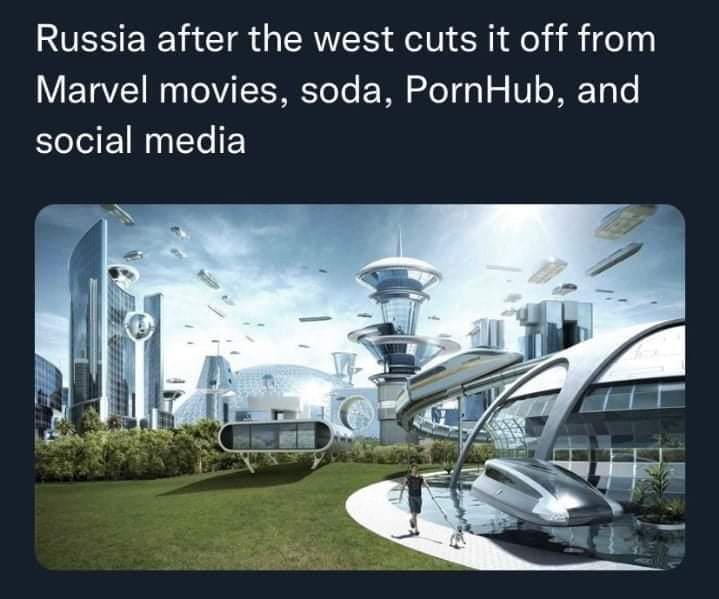 Russia after the west cuts it off from
Marvel movies, soda, PornHub, and
social media